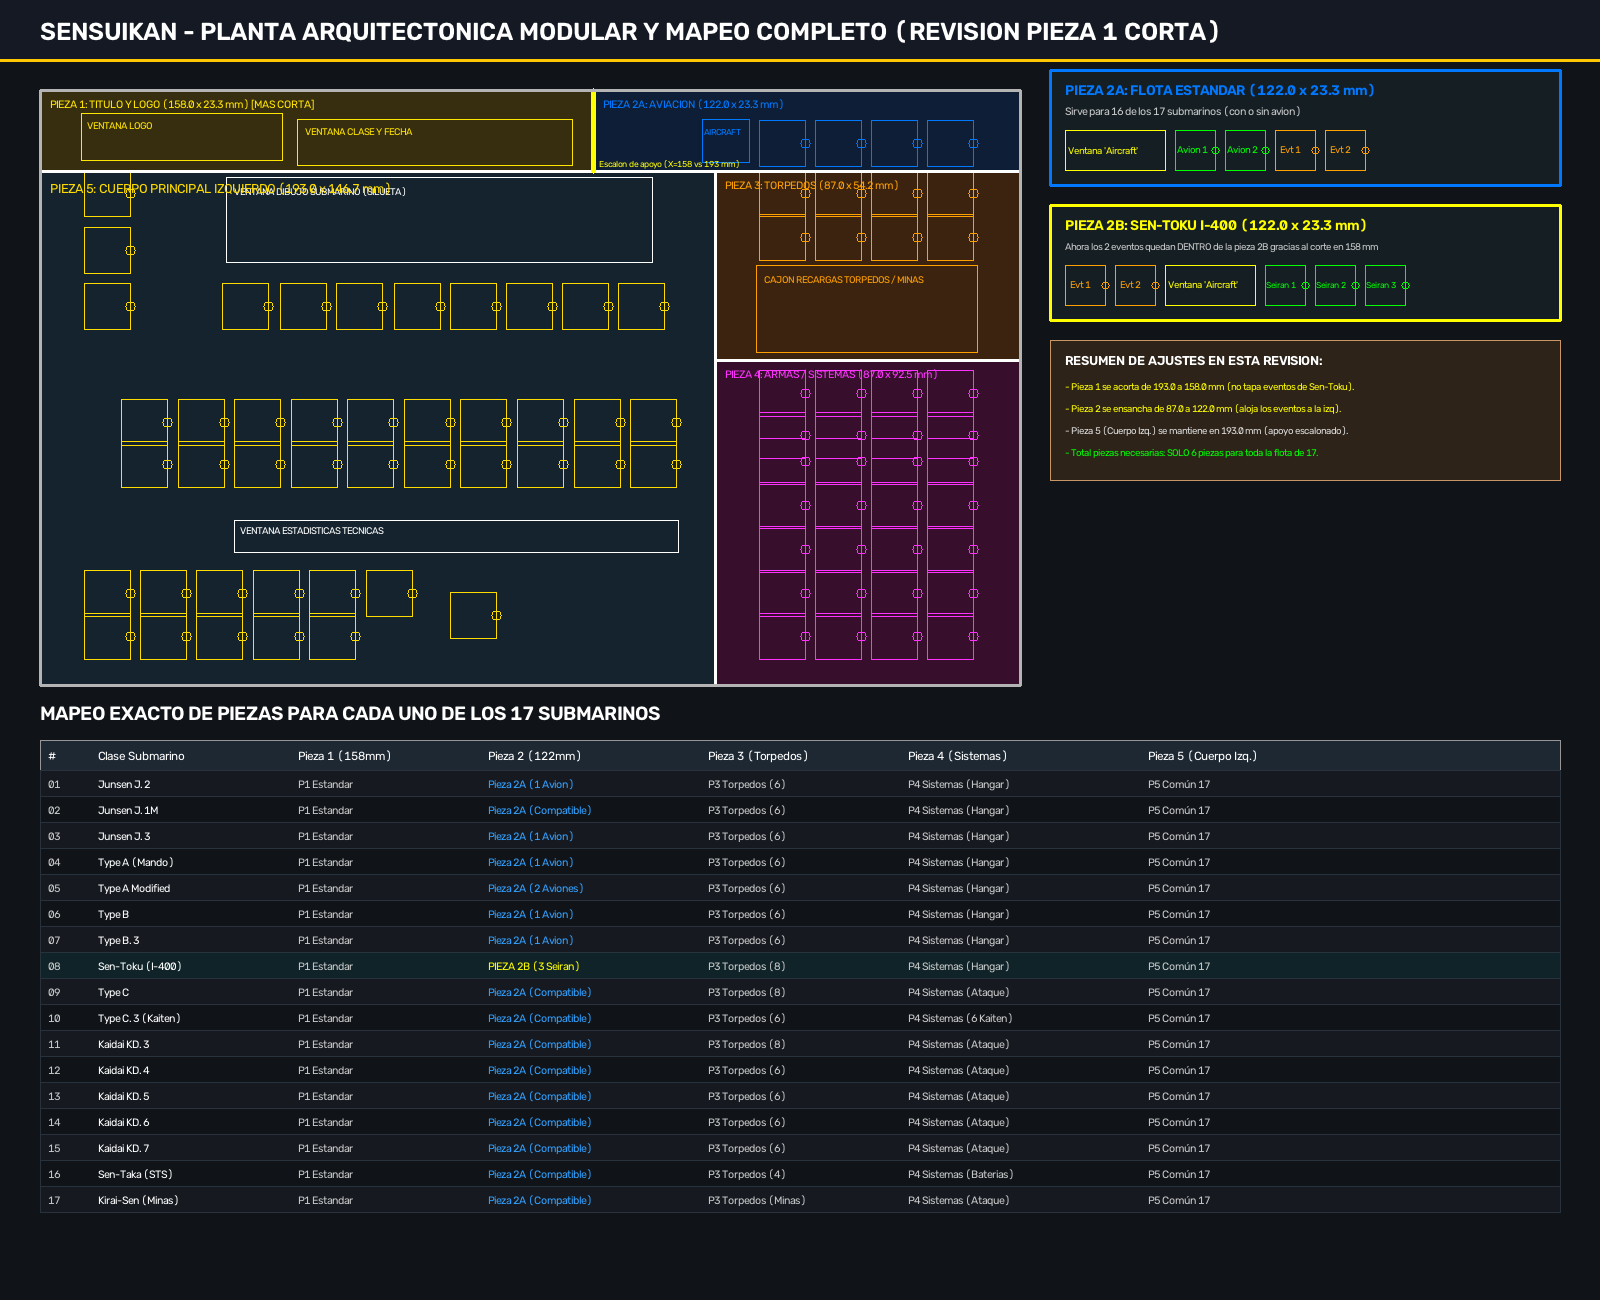 SENSUIKAN - PLANTA ARQUITECTONICA MODULAR Y MAPEO COMPLETO (REVISION PIEZA 1 CORTA)
PIEZA 1: TITULO Y LOGO (158.0 x 23.3 mm) [MAS CORTA]
VENTANA LOGO
VENTANA CLASE Y FECHA
PIEZA 2A: AVIACION (122.0 x 23.3 mm)
AIRCRAFT
Escalon de apoyo (X=158 vs 193 mm)
PIEZA 5: CUERPO PRINCIPAL IZQUIERDO (193.0 x 146.7 mm)
VENTANA DIBUJO SUBMARINO (SILUETA)
PIEZA 3: TORPEDOS (87.0 x 54.2 mm)
CAJON RECARGAS TORPEDOS / MINAS
PIEZA 4: ARMAS / SISTEMAS (87.0 x 92.5 mm)
VENTANA ESTADISTICAS TECNICAS
PIEZA 2A: FLOTA ESTANDAR (122.0 x 23.3 mm)
Sirve para 16 de los 17 submarinos (con o sin avion)
Ventana 'Aircraft' Avion 1 Avion 2 Evt 1 Evt 2
PIEZA 2B: SEN-TOKU I-400 (122.0 x 23.3 mm)
Ahora los 2 eventos quedan DENTRO de la pieza 2B gracias al corte en 158 mm
Evt 1 Evt 2 Ventana 'Aircraft' Seiran 1 Seiran 2 Seiran 3
RESUMEN DE AJUSTES EN ESTA REVISION:
- Pieza 1 se acorta de 193.0 a 158.0 mm (no tapa eventos de Sen-Toku).
- Pieza 2 se ensancha de 87.0 a 122.0 mm (aloja los eventos a la izq).
- Pieza 5 (Cuerpo Izq.) se mantiene en 193.0 mm (apoyo escalonado).
- Total piezas necesarias: SOLO 6 piezas para toda la flota de 17.
MAPEO EXACTO DE PIEZAS PARA CADA UNO DE LOS 17 SUBMARINOS
# Clase Submarino Pieza 1 (158mm) Pieza 2 (122mm) Pieza 3 (Torpedos) Pieza 4 (Sistemas) Pieza 5 (Cuerpo Izq.)
01 Junsen J. 2 P1 Estandar Pieza 2A (1 Avion) P3 Torpedos (6) P4 Sistemas (Hangar) P5 Común 17
02 Junsen J. 1M P1 Estandar Pieza 2A (Compatible) P3 Torpedos (6) P4 Sistemas (Hangar) P5 Común 17
03 Junsen J. 3 P1 Estandar Pieza 2A (1 Avion) P3 Torpedos (6) P4 Sistemas (Hangar) P5 Común 17
04 Type A (Mando) P1 Estandar Pieza 2A (1 Avion) P3 Torpedos (6) P4 Sistemas (Hangar) P5 Común 17
05 Type A Modified P1 Estandar Pieza 2A (2 Aviones) P3 Torpedos (6) P4 Sistemas (Hangar) P5 Común 17
06 Type B P1 Estandar Pieza 2A (1 Avion) P3 Torpedos (6) P4 Sistemas (Hangar) P5 Común 17
07 Type B. 3 P1 Estandar Pieza 2A (1 Avion) P3 Torpedos (6) P4 Sistemas (Hangar) P5 Común 17
08 Sen-Toku (I-400) P1 Estandar PIEZA 2B (3 Seiran) P3 Torpedos (8) P4 Sistemas (Hangar) P5 Común 17
09 Type C P1 Estandar Pieza 2A (Compatible) P3 Torpedos (8) P4 Sistemas (Ataque) P5 Común 17
10 Type C. 3 (Kaiten) P1 Estandar Pieza 2A (Compatible) P3 Torpedos (6) P4 Sistemas (6 Kaiten) P5 Común 17
11 Kaidai KD. 3 P1 Estandar Pieza 2A (Compatible) P3 Torpedos (8) P4 Sistemas (Ataque) P5 Común 17
12 Kaidai KD. 4 P1 Estandar Pieza 2A (Compatible) P3 Torpedos (6) P4 Sistemas (Ataque) P5 Común 17
13 Kaidai KD. 5 P1 Estandar Pieza 2A (Compatible) P3 Torpedos (6) P4 Sistemas (Ataque) P5 Común 17
14 Kaidai KD. 6 P1 Estandar Pieza 2A (Compatible) P3 Torpedos (6) P4 Sistemas (Ataque) P5 Común 17
15 Kaidai KD. 7 P1 Estandar Pieza 2A (Compatible) P3 Torpedos (6) P4 Sistemas (Ataque) P5 Común 17
16 Sen-Taka (STS) P1 Estandar Pieza 2A (Compatible) P3 Torpedos (4) P4 Sistemas (Baterias) P5 Común 17
17 Kirai-Sen (Minas) P1 Estandar Pieza 2A (Compatible) P3 Torpedos (Minas) P4 Sistemas (Ataque) P5 Común 17